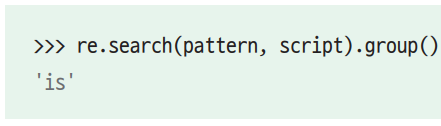 >>> re.search(pattern, script).group()
'is'